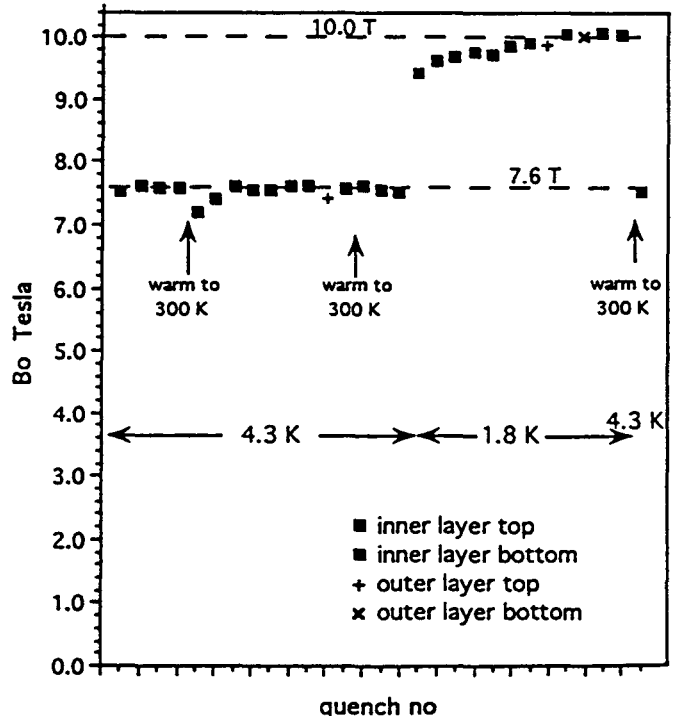 10.0
10.0 T
9.0
8.0
7.6 T
7.0
warm to
300 K
warm to
300 K
warm to
300 K
6.0
Bo Tesla
5.0
4.0
4.3 K
1.8 K
4.3 K
3.0
inner layer top
inner layer bottom
+ outer layer top
× outer layer bottom
2.0
1.0
0.0
quench no